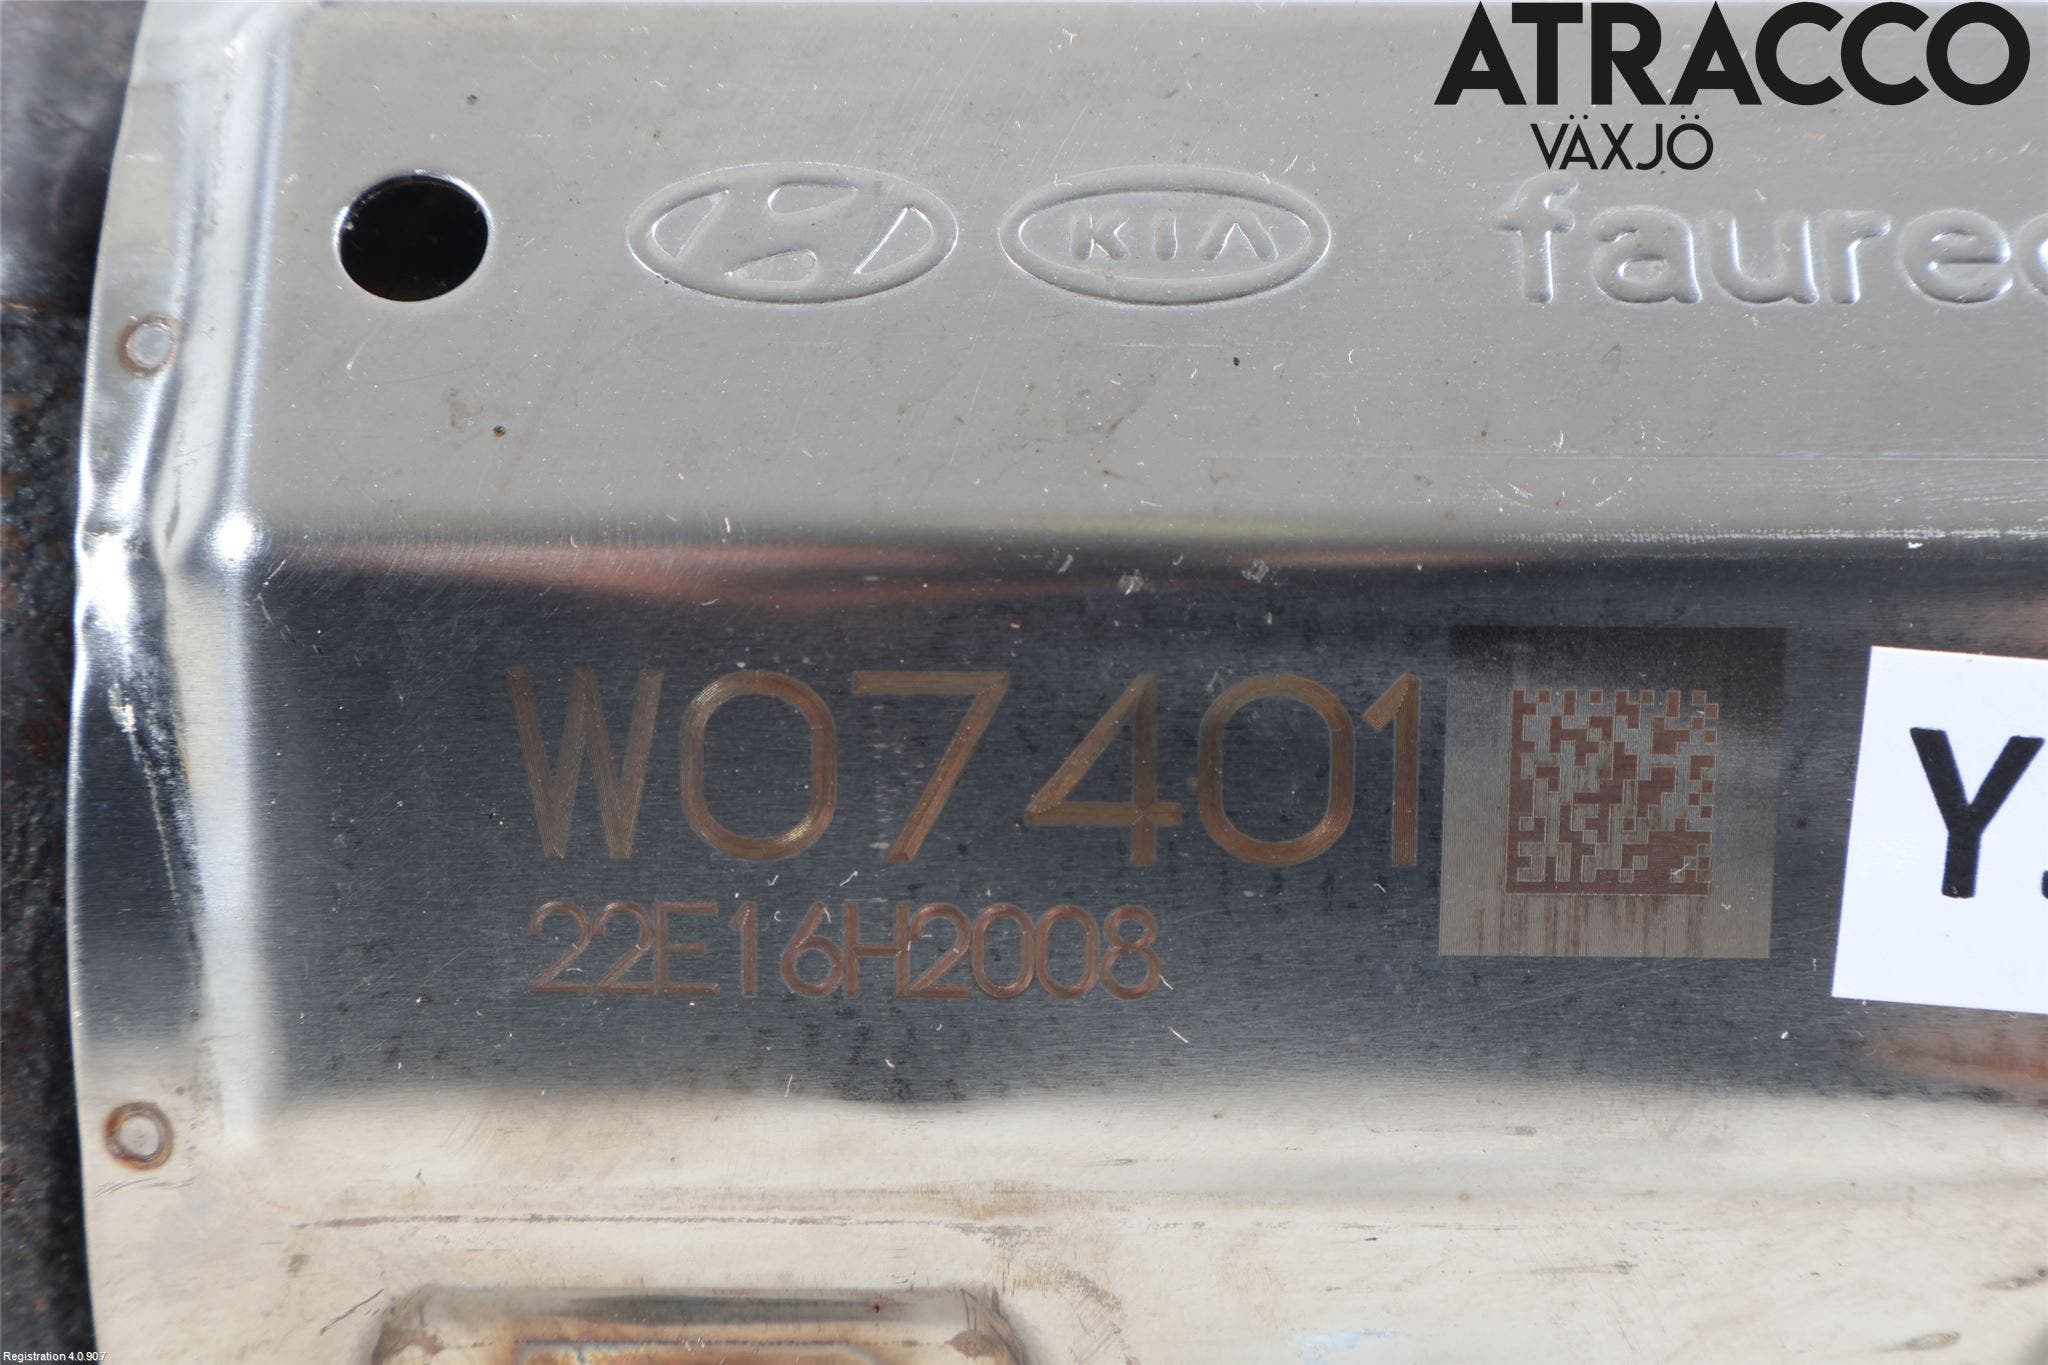 ATRACCO
VÄXJÖ
KIA faurec
W07401
22E16H2008
Y
Registration 4.0.90.7